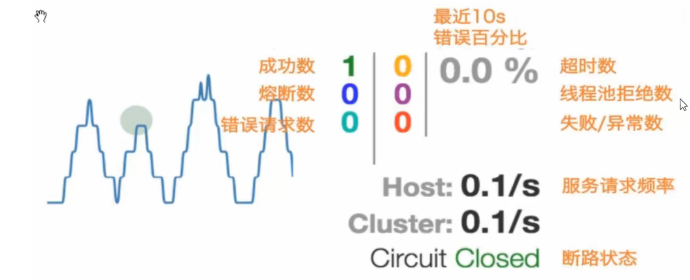 最近10s
错误百分比
成功数 1 0 0.0 % 超时数
熔断数 0 0 线程池拒绝数
错误请求数 0 0 失败/异常数
Host: 0.1/s 服务请求频率
Cluster: 0.1/s
Circuit Closed 断路状态